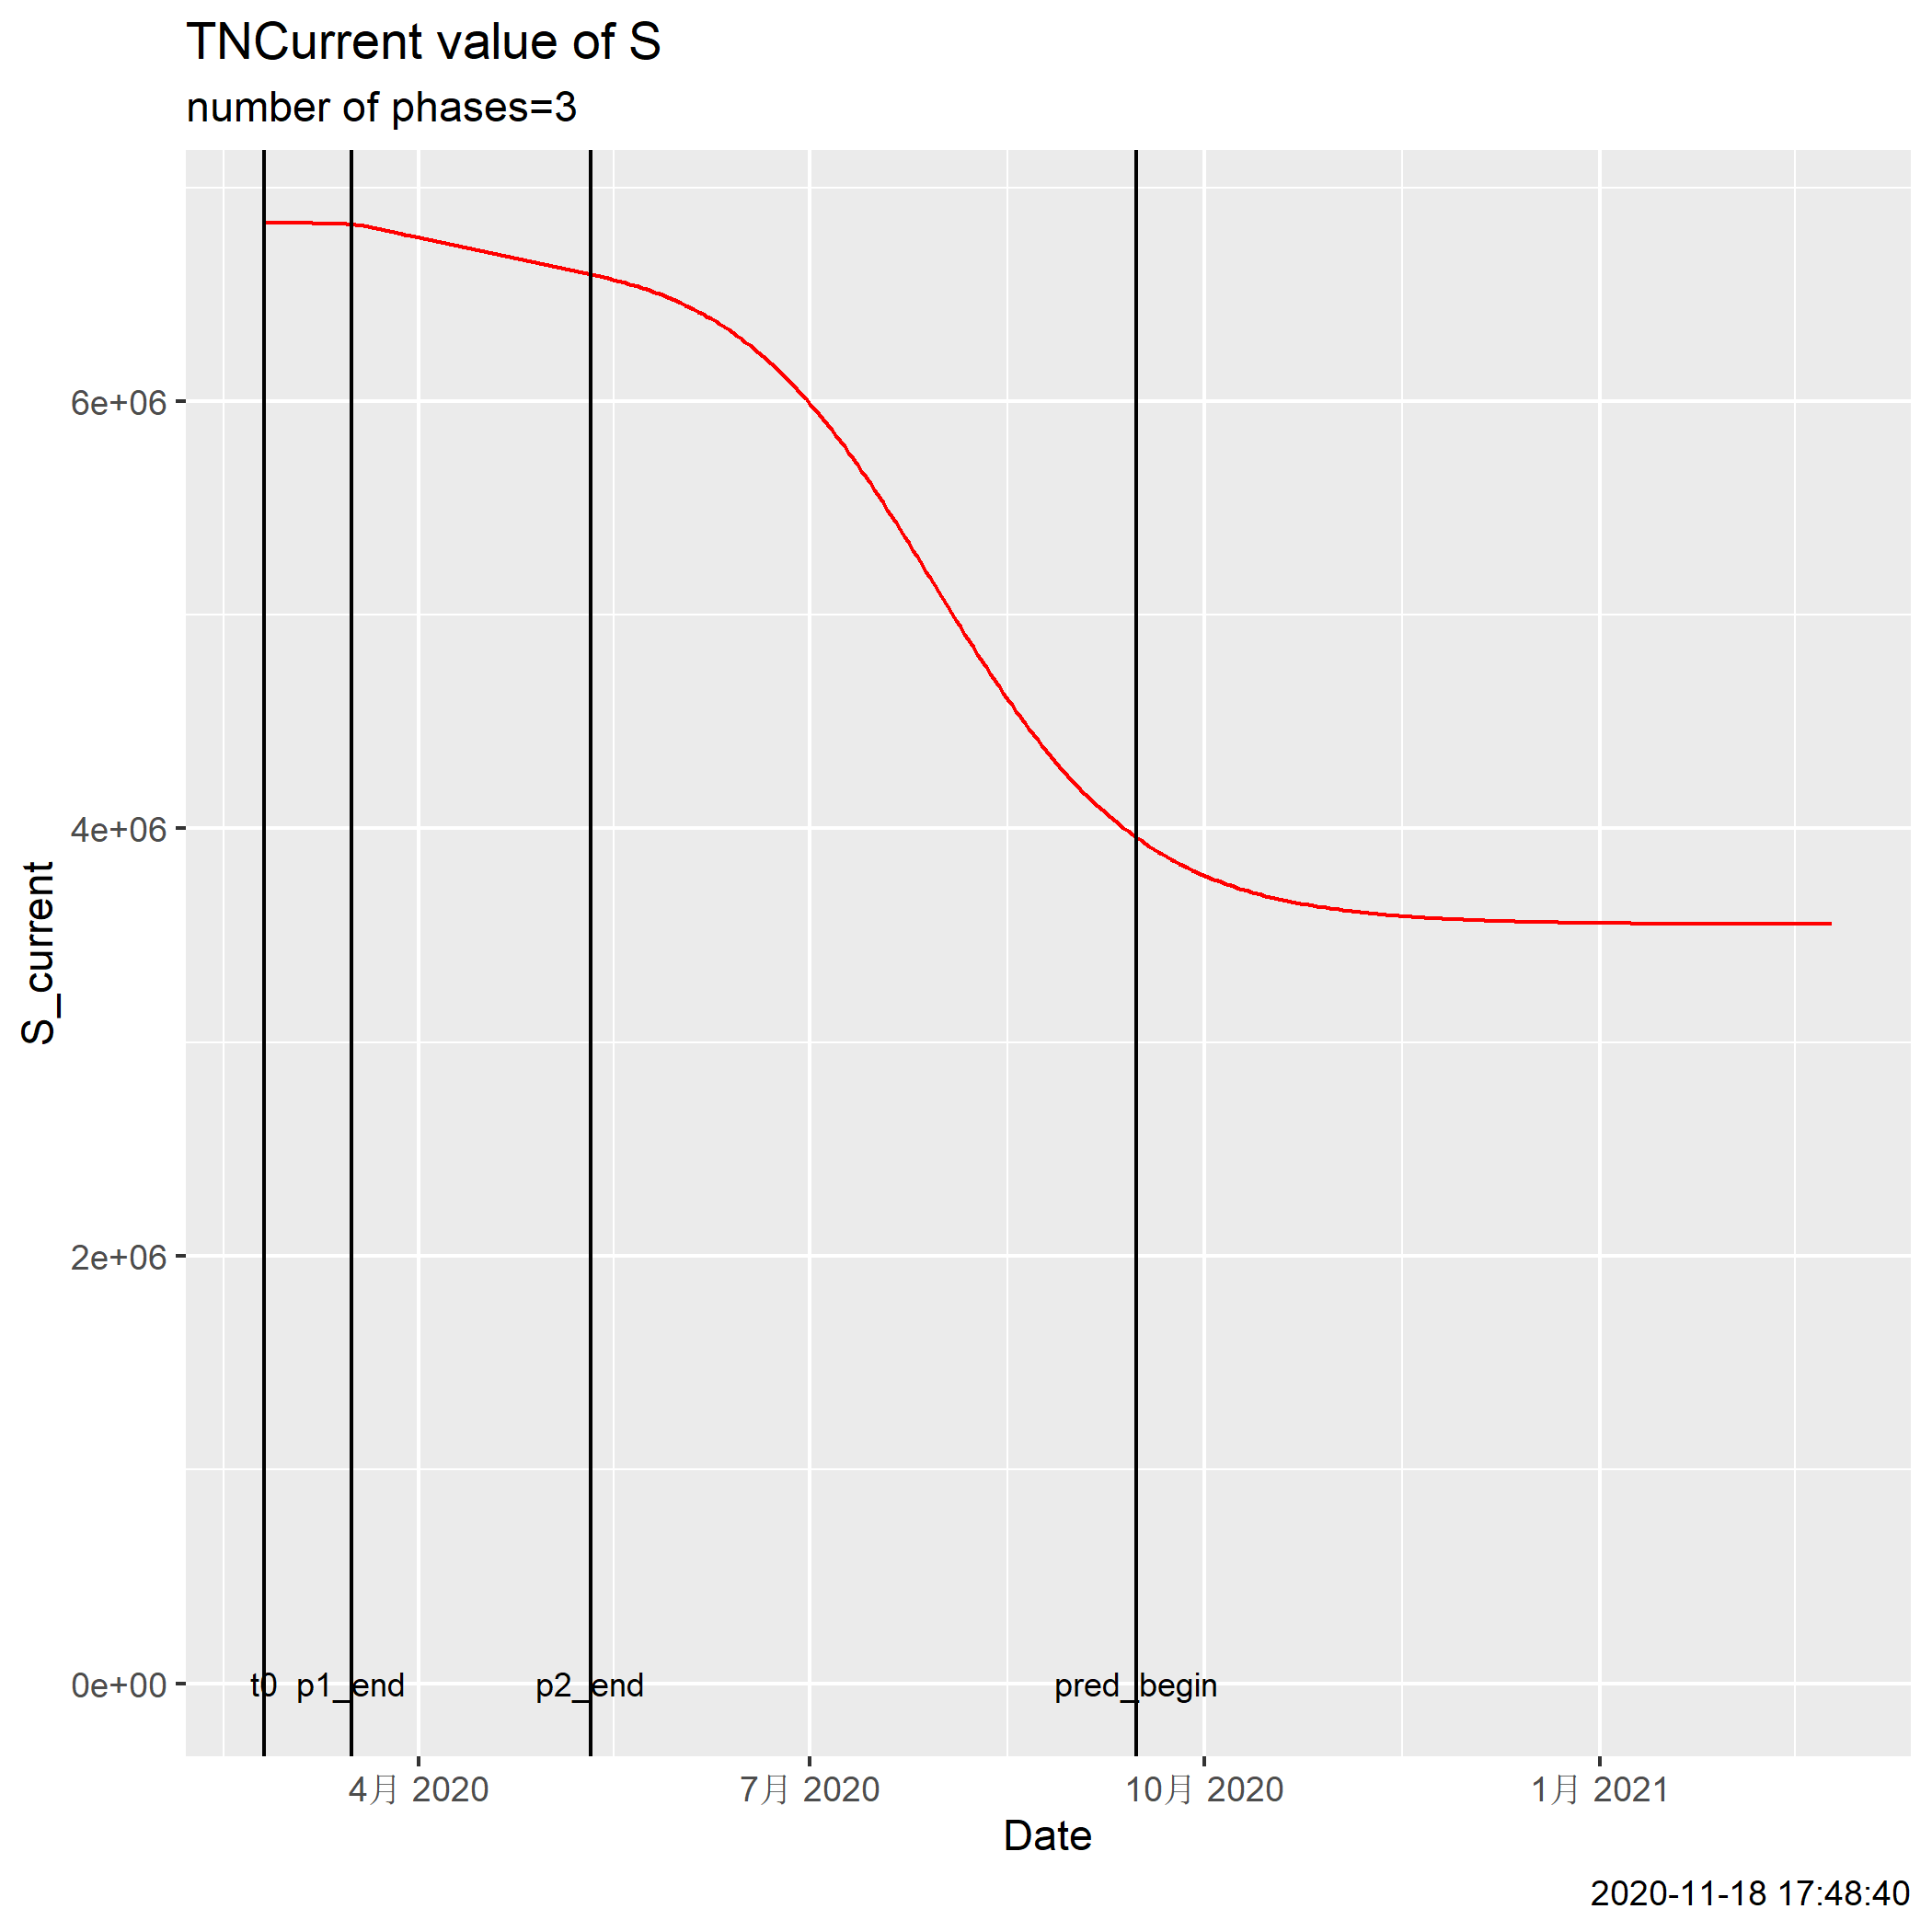 TNCurrent value of S
number of phases=3
S_current
6e+06
4e+06
2e+06
0e+00
t0 p1_end p2_end pred_begin
4月 2020 7月 2020 10月 2020 1月 2021
Date
2020-11-18 17:48:40